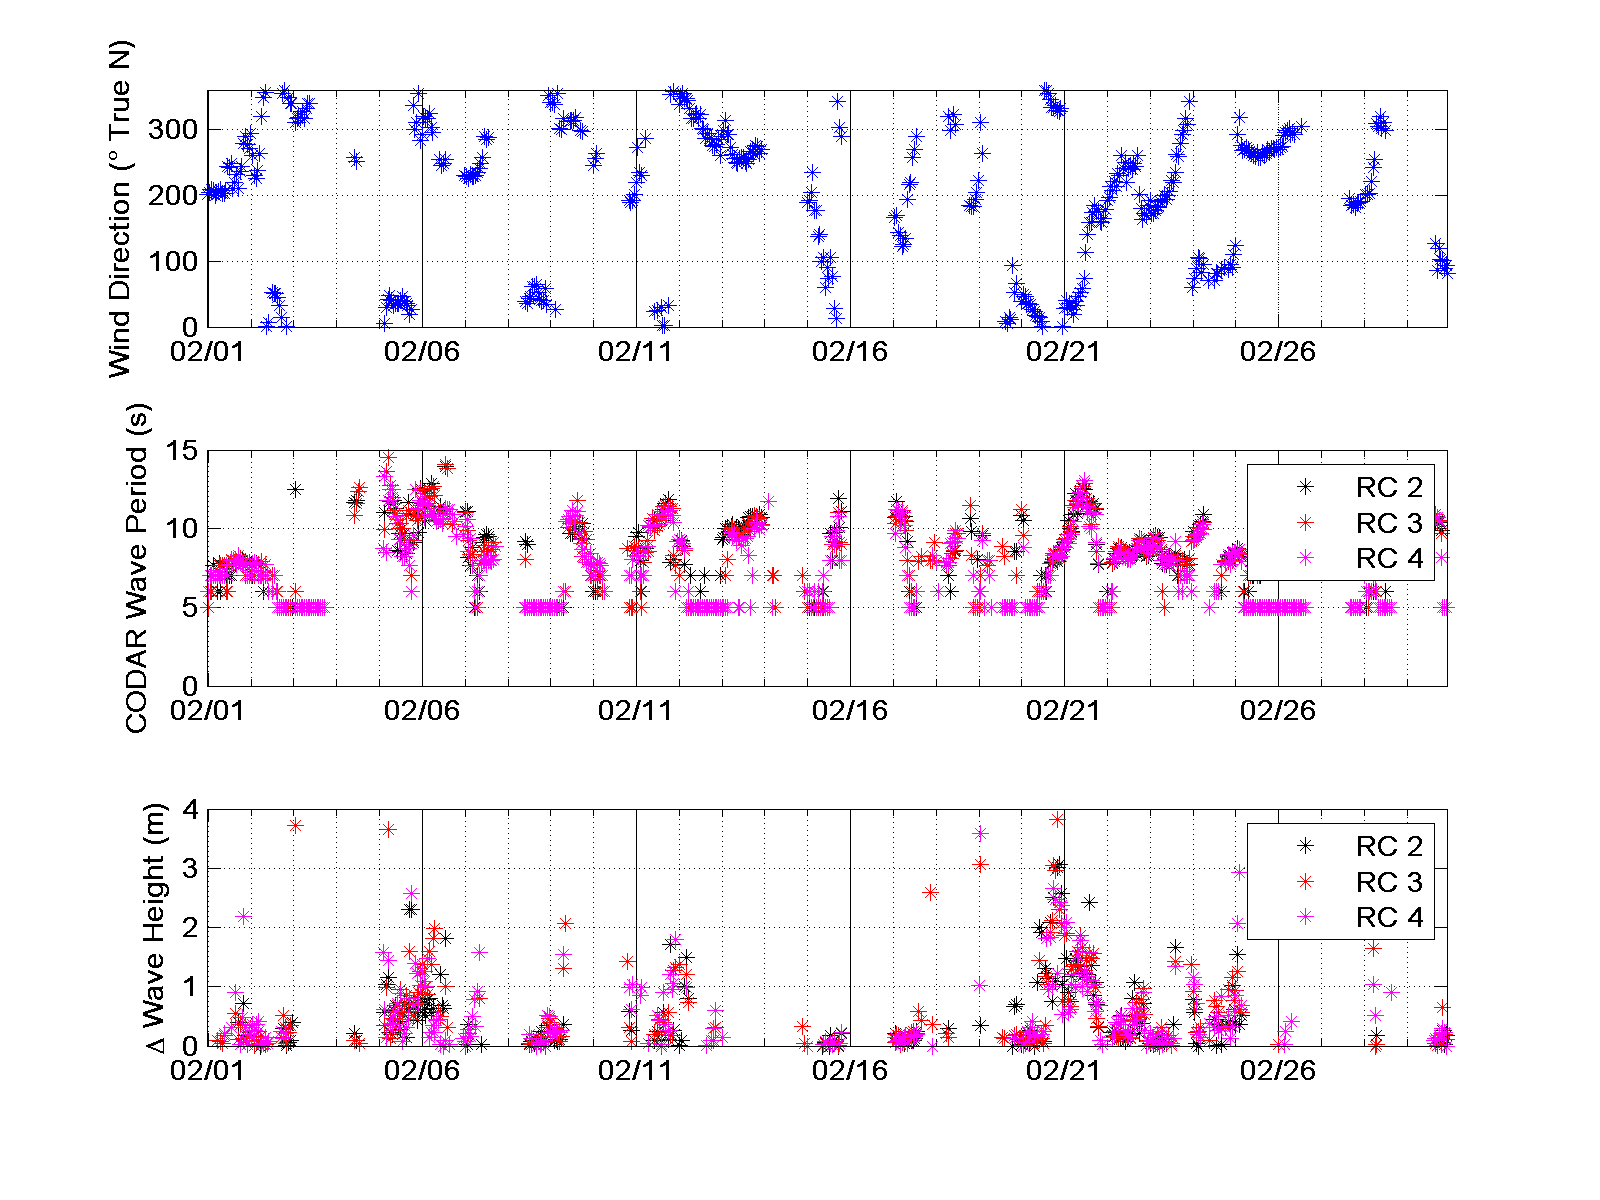 Wind Direction (° True N)
300
200
100
0
02/01 02/06 02/11 02/16 02/21 02/26
CODAR Wave Period (s)
15
10
5
0
RC 2
RC 3
RC 4
02/01 02/06 02/11 02/16 02/21 02/26
Δ Wave Height (m)
4
3
2
1
0
RC 2
RC 3
RC 4
02/01 02/06 02/11 02/16 02/21 02/26